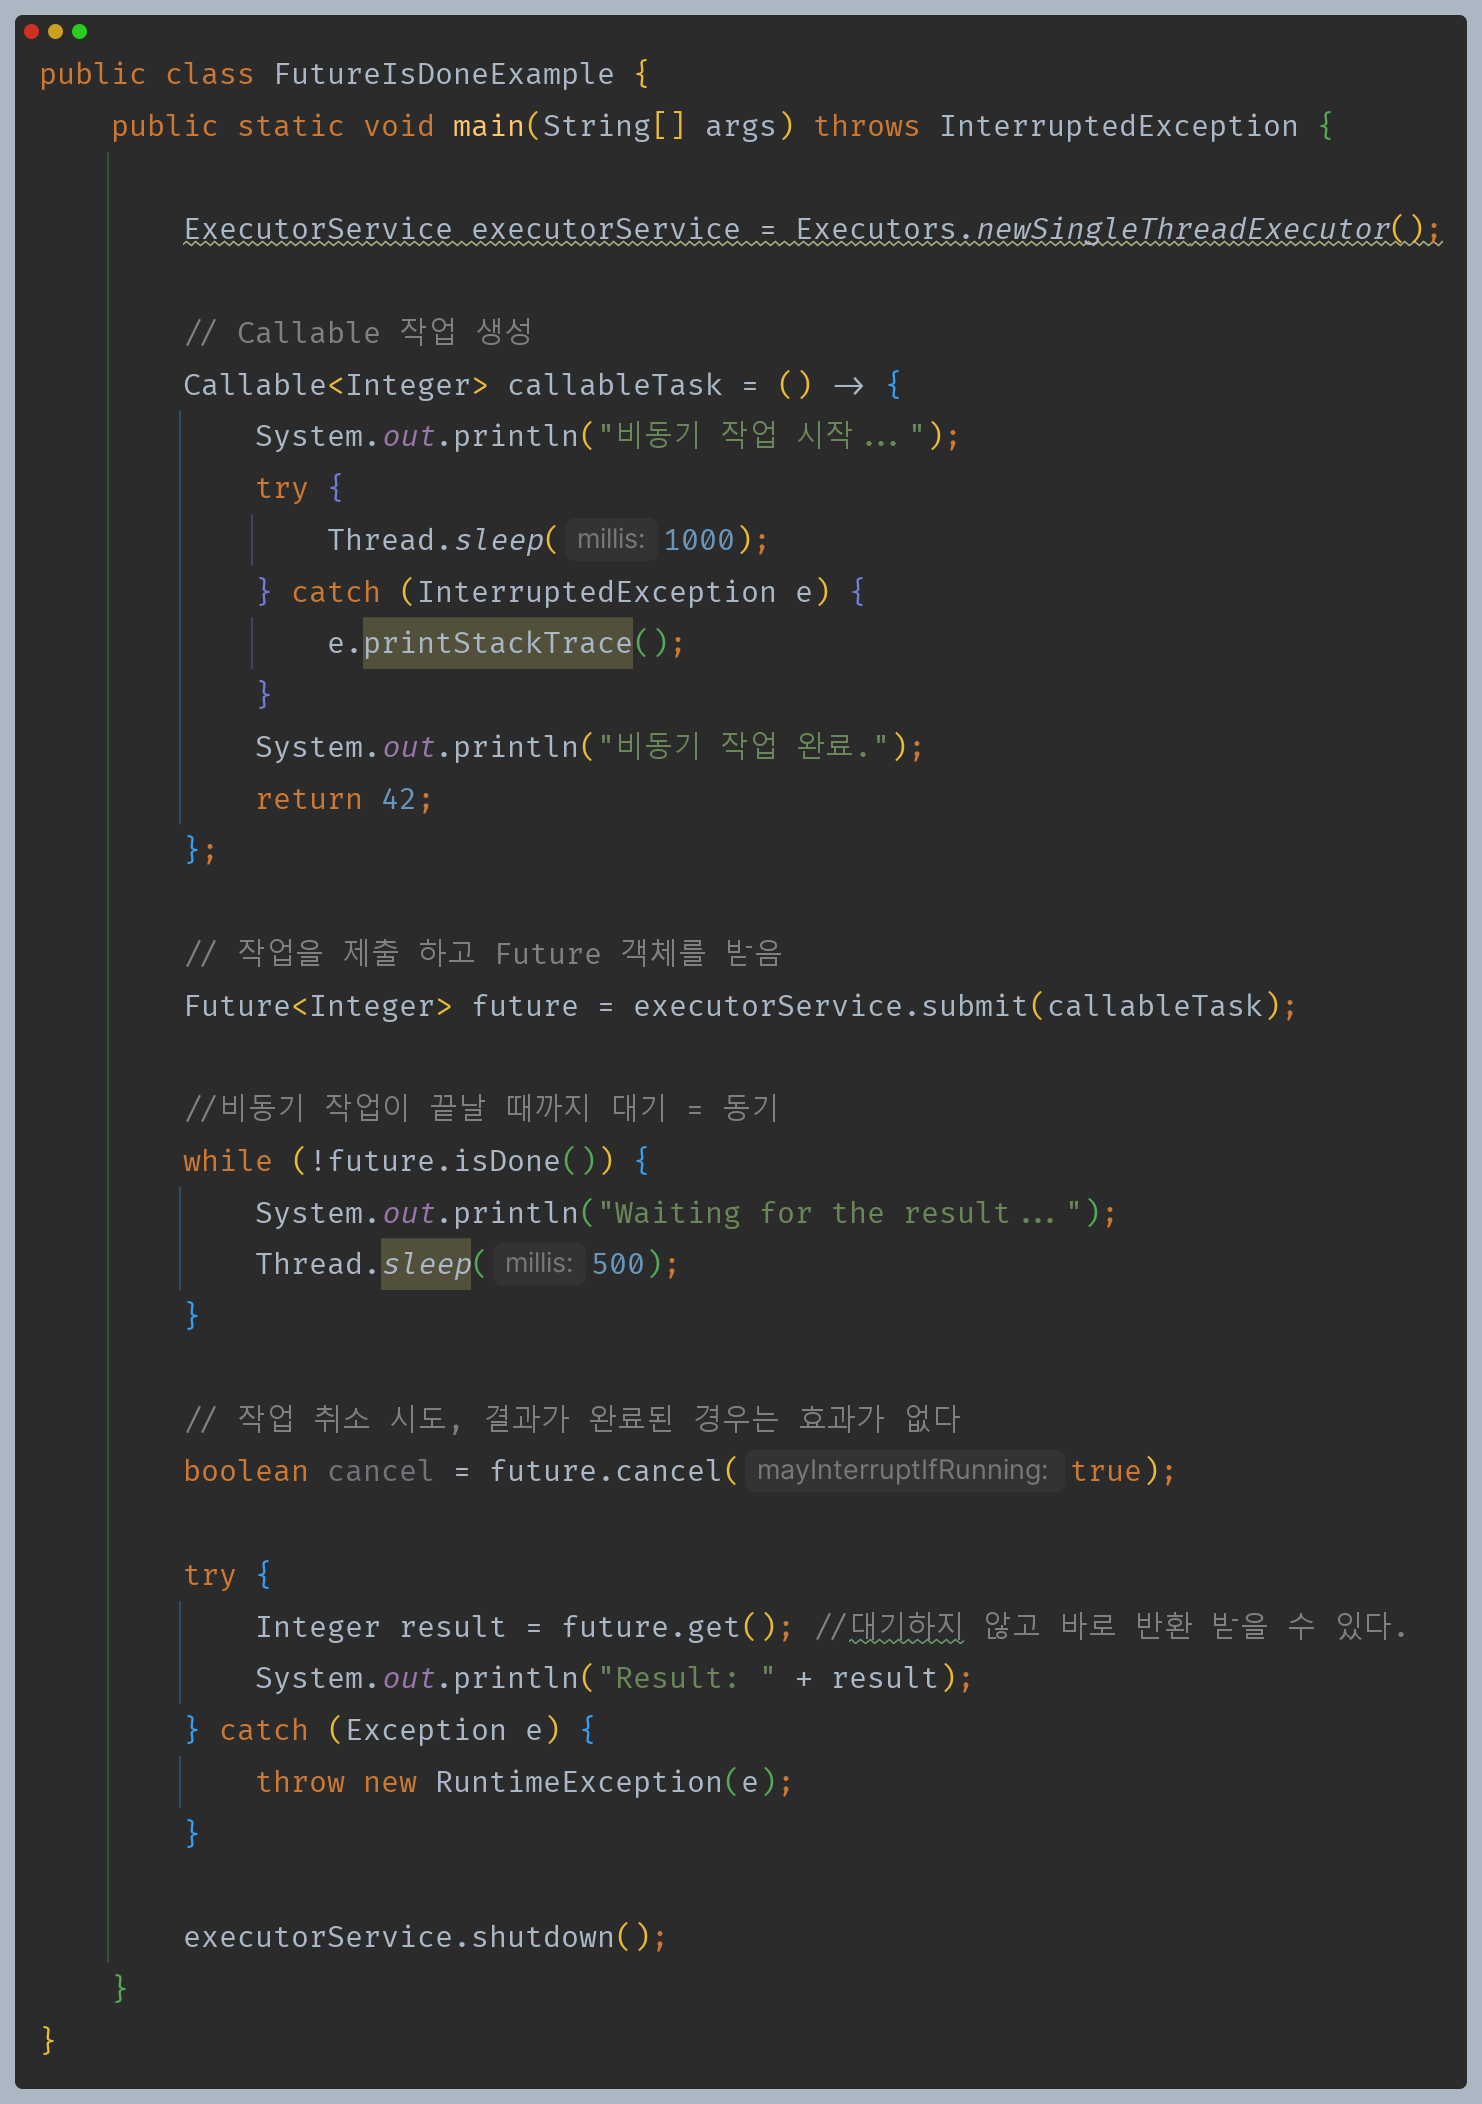 public class FutureIsDoneExample {
public static void main(String[] args) throws InterruptedException {
ExecutorService executorService = Executors.newSingleThreadExecutor();
// Callable 작업 생성
Callable<Integer> callableTask = () -> {
System.out.println("비동기 작업 시작...");
try {
Thread.sleep( millis: 1000);
} catch (InterruptedException e) {
e.printStackTrace();
}
System.out.println("비동기 작업 완료.");
return 42;
};
// 작업을 제출 하고 Future 객체를 받음
Future<Integer> future = executorService.submit(callableTask);
//비동기 작업이 끝날 때까지 대기 = 동기
while (!future.isDone()) {
System.out.println("Waiting for the result...");
Thread.sleep( millis: 500);
}
// 작업 취소 시도, 결과가 완료된 경우는 효과가 없다
boolean cancel = future.cancel( mayInterruptIfRunning: true);
try {
Integer result = future.get(); //대기하지 않고 바로 반환 받을 수 있다.
System.out.println("Result: " + result);
} catch (Exception e) {
throw new RuntimeException(e);
}
executorService.shutdown();
}
}